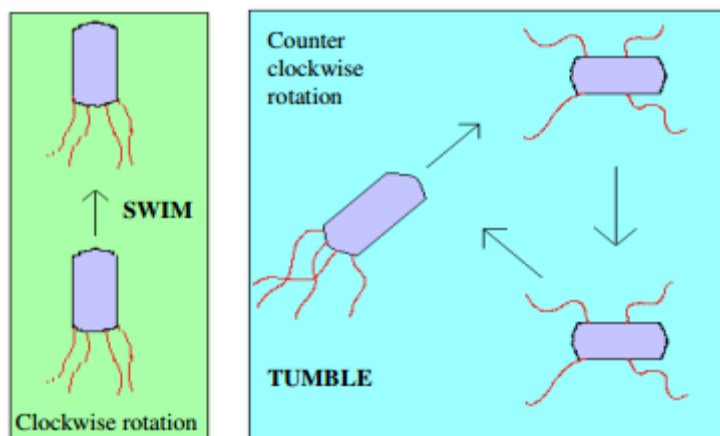 SWIM
Clockwise rotation
Counter
clockwise
rotation
TUMBLE